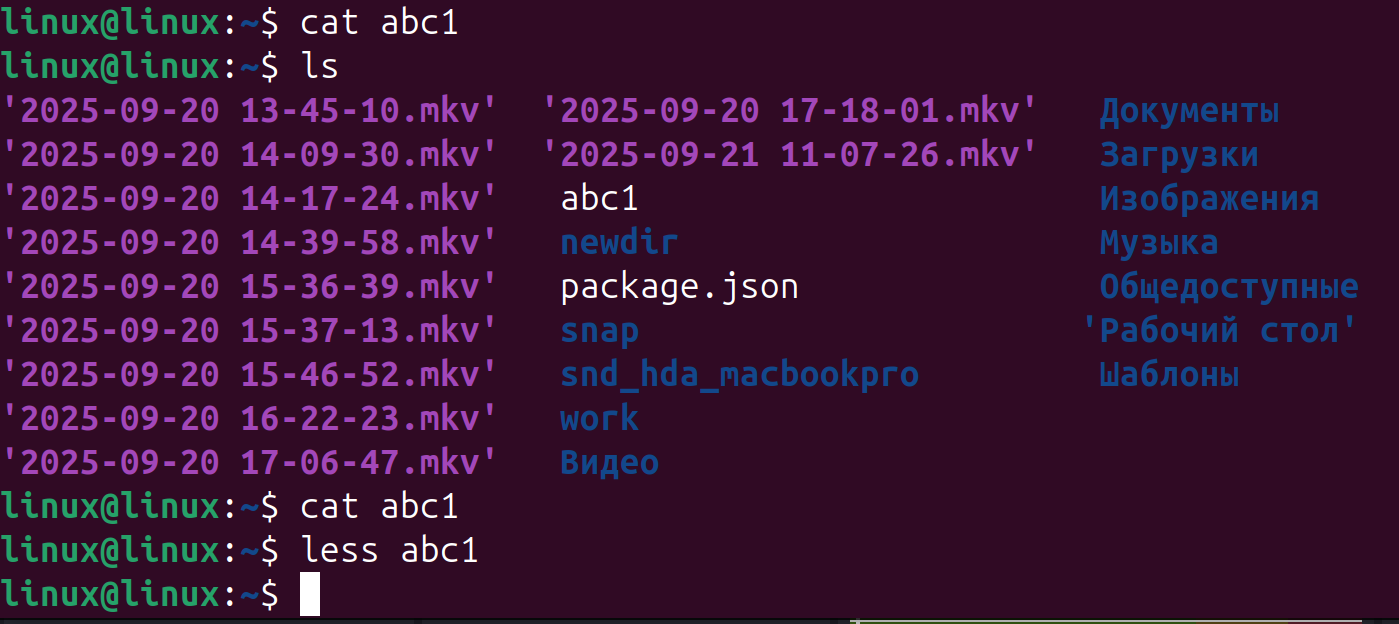 linux@linux:~$ cat abc1
linux@linux:~$ ls
'2025-09-20 13-45-10.mkv'  '2025-09-20 17-18-01.mkv'   Документы
'2025-09-20 14-09-30.mkv'  '2025-09-21 11-07-26.mkv'   Загрузки
'2025-09-20 14-17-24.mkv'   abc1                       Изображения
'2025-09-20 14-39-58.mkv'   newdir                     Музыка
'2025-09-20 15-36-39.mkv'   package.json               Общедоступные
'2025-09-20 15-37-13.mkv'   snap                      'Рабочий стол'
'2025-09-20 15-46-52.mkv'   snd_hda_macbookpro         Шаблоны
'2025-09-20 16-22-23.mkv'   work
'2025-09-20 17-06-47.mkv'   Видео
linux@linux:~$ cat abc1
linux@linux:~$ less abc1
linux@linux:~$